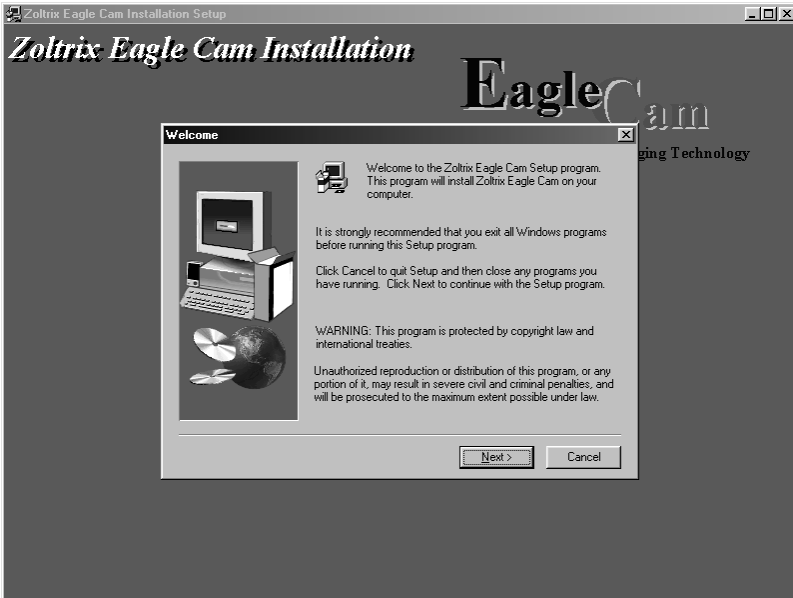 Zoltrix Eagle Cam Installation Setup
Zoltrix Eagle Cam Installation
EagleCam
ging Technology
Welcome
Welcome to the Zoltrix Eagle Cam Setup program.
This program will install Zoltrix Eagle Cam on your
computer.
It is strongly recommended that you exit all Windows programs
before running this Setup program.
Click Cancel to quit Setup and then close any programs you
have running. Click Next to continue with the Setup program.
WARNING: This program is protected by copyright law and
international treaties.
Unauthorized reproduction or distribution of this program, or any
portion of it, may result in severe civil and criminal penalties, and
will be prosecuted to the maximum extent possible under law.
Next >
Cancel